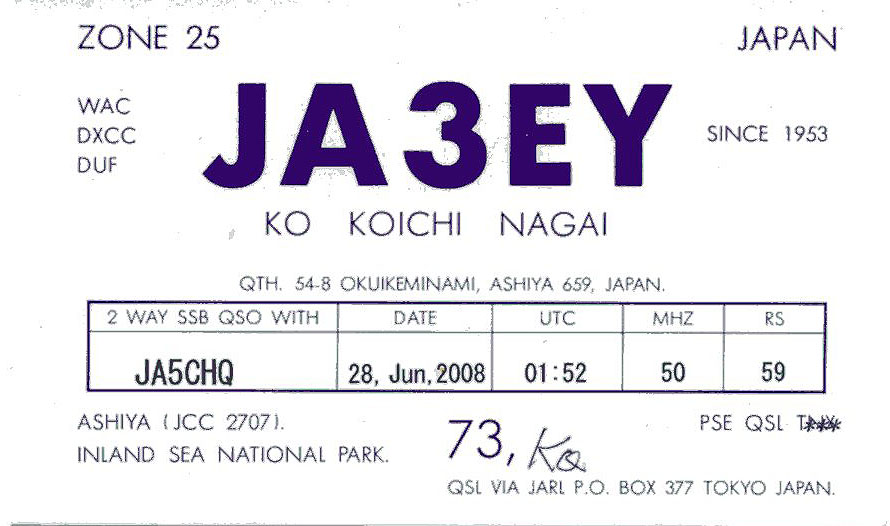 ZONE 25 JAPAN
WAC
DXCC
DUF
JA3EY
SINCE 1953
KO KOICHI NAGAI
QTH. 54-8 OKUIKEMINAMI, ASHIYA 659, JAPAN.
2 WAY SSB QSO WITH DATE UTC MHZ RS
JA5CHQ 28, Jun, 2008 01:52 50 59
ASHIYA (JCC 2707).
INLAND SEA NATIONAL PARK.
73, Ko
PSE QSL
QSL VIA JARL P.O. BOX 377 TOKYO JAPAN.